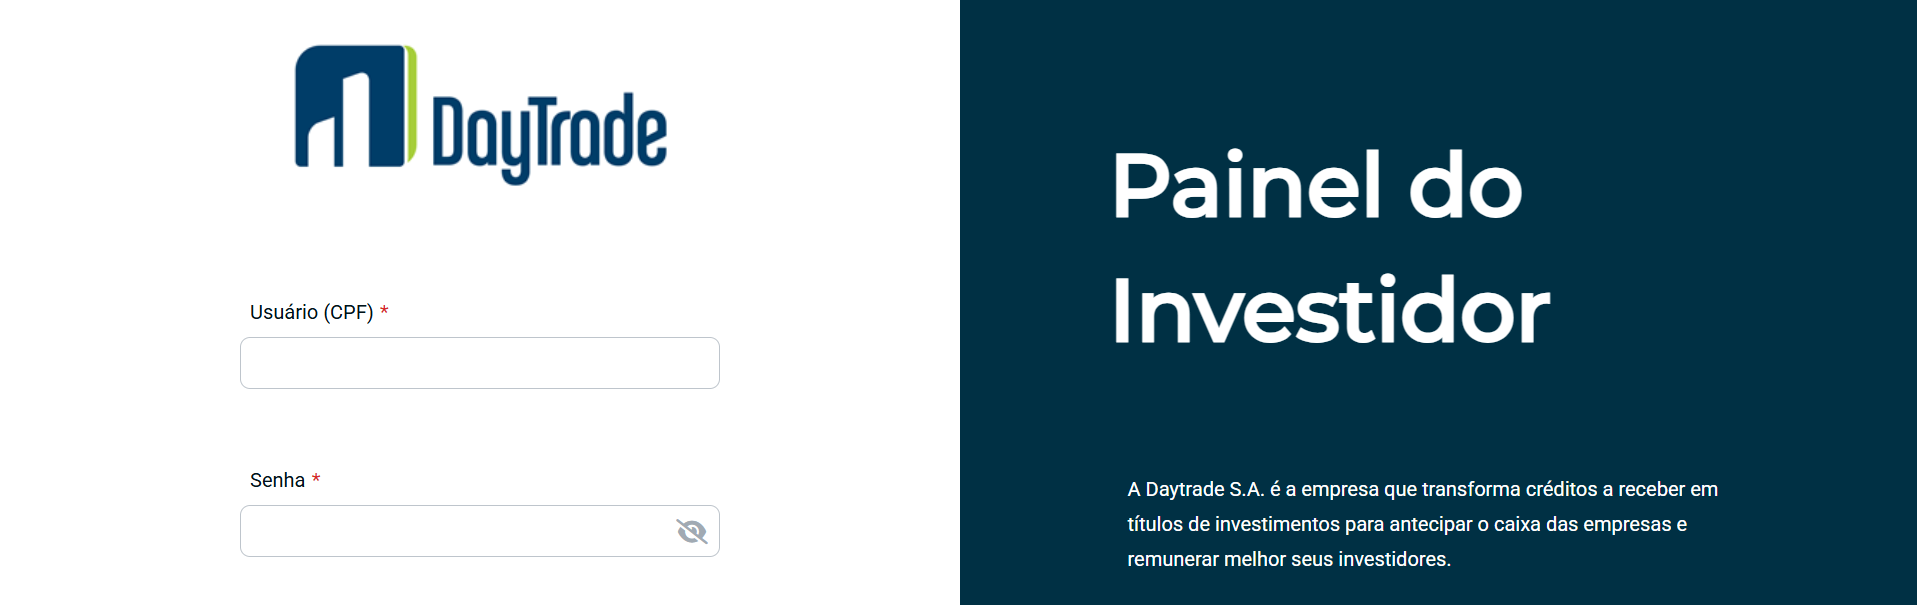 DayTrade
Usuário (CPF) *
Senha *
Painel do
Investidor
A Daytrade S.A. é a empresa que transforma créditos a receber em
títulos de investimentos para antecipar o caixa das empresas e
remunerar melhor seus investidores.